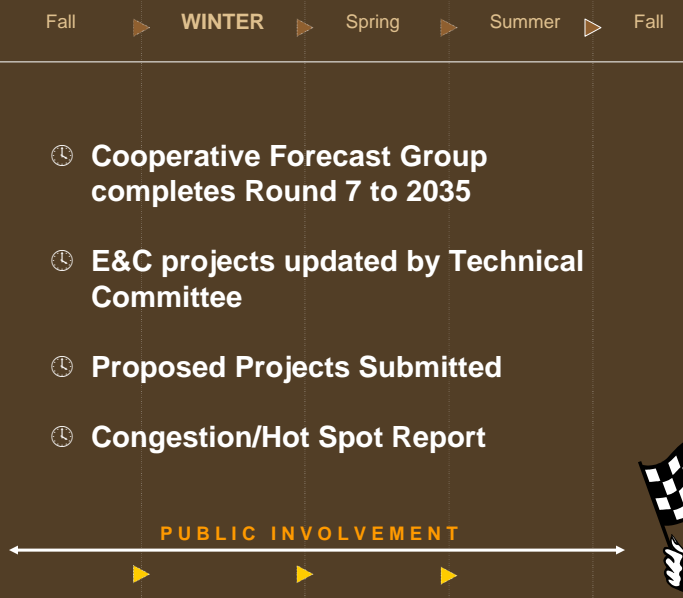 Fall WINTER Spring Summer Fall
Cooperative Forecast Group
completes Round 7 to 2035
E&C projects updated by Technical
Committee
Proposed Projects Submitted
Congestion/Hot Spot Report
PUBLIC INVOLVEMENT